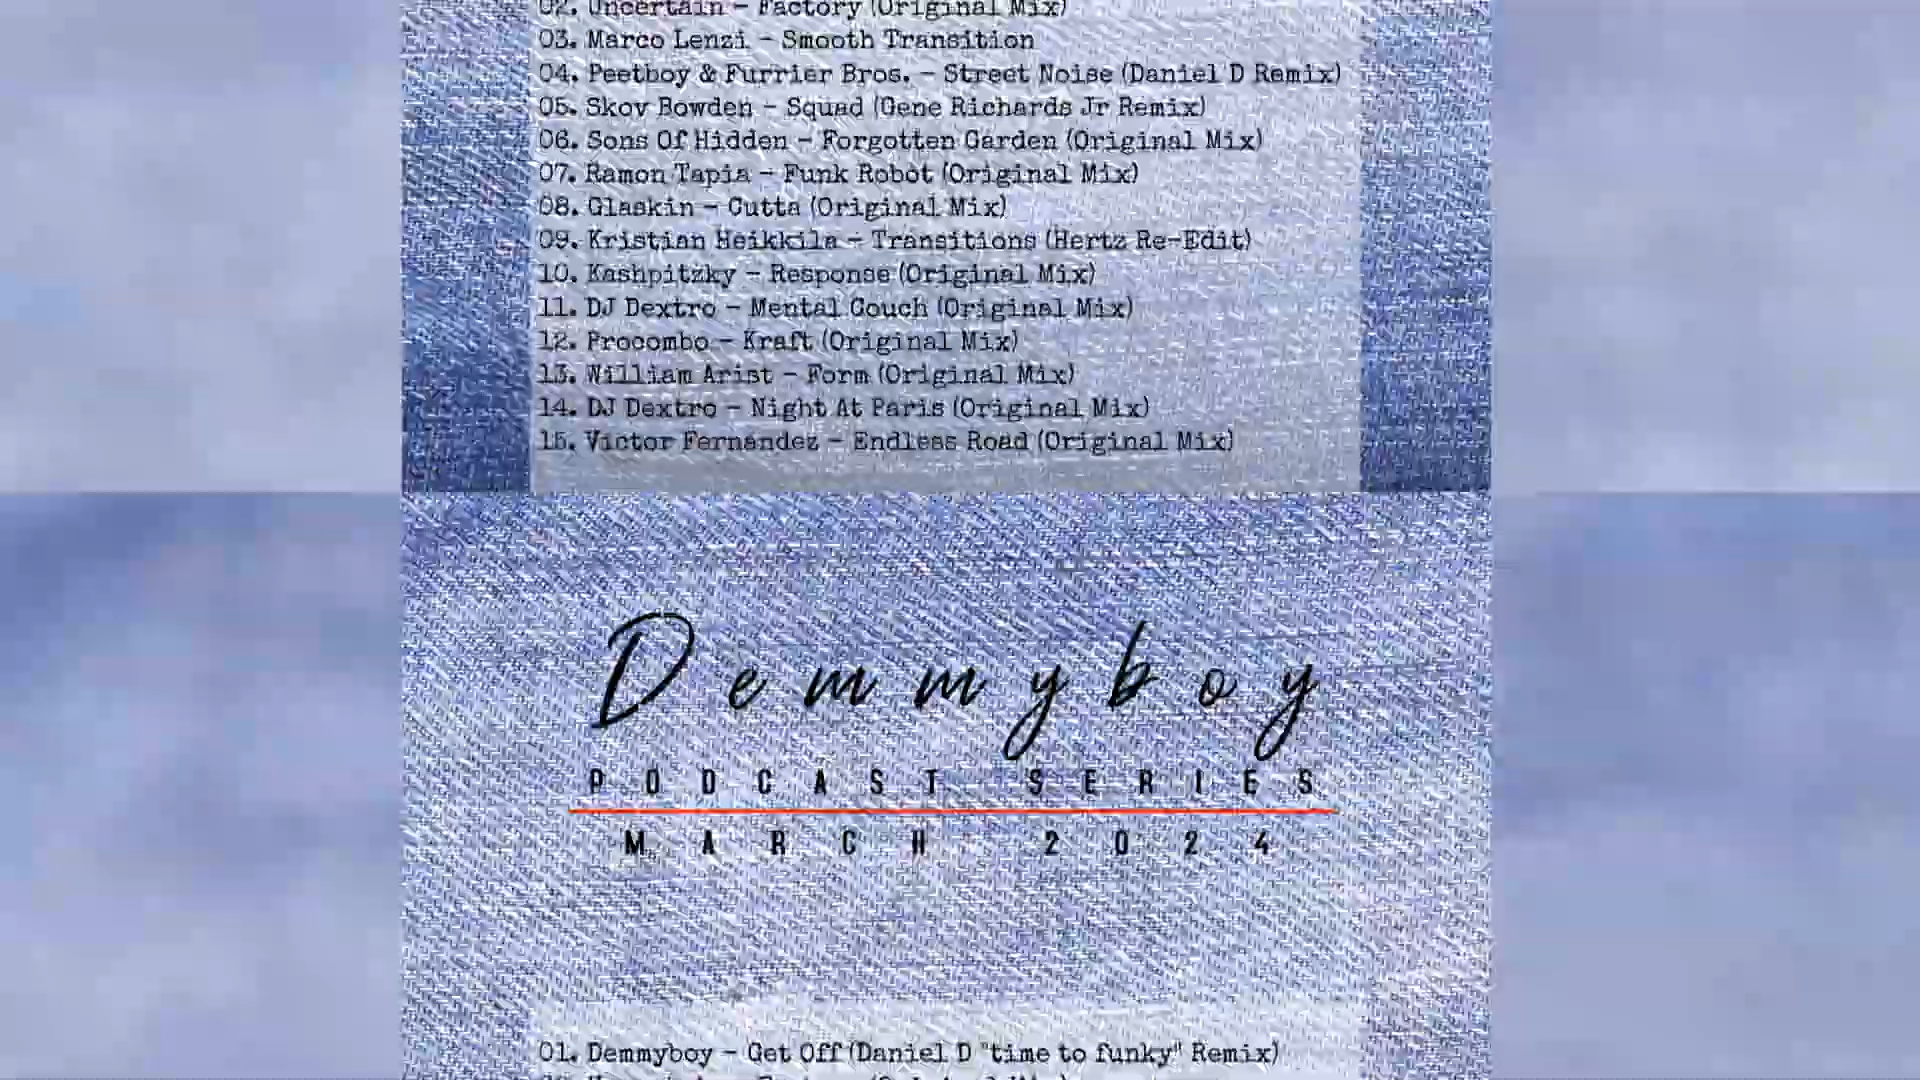 02. Uncertain – Factory (Original Mix)
03. Marco Lenzi – Smooth Transition
04. Peetboy & Furrier Bros. – Street Noise (Daniel D Remix)
05. Skov Bowden – Squad (Gene Richards Jr Remix)
06. Sons Of Hidden – Forgotten Garden (Original Mix)
07. Ramon Tapia – Funk Robot (Original Mix)
08. Glaskin – Gutta (Original Mix)
09. Kristian Heikkila – Transitions (Hertz Re-Edit)
10. Kashpitzky – Response (Original Mix)
11. DJ Dextro – Mental Couch (Original Mix)
12. Procombo – Kraft (Original Mix)
13. William Arist – Form (Original Mix)
14. DJ Dextro – Night At Paris (Original Mix)
15. Victor Fernandez – Endless Road (Original Mix)
Demmyboy
PODCAST SERIES
MARCH 2024
01. Demmyboy – Get Off (Daniel D "time to funky" Remix)